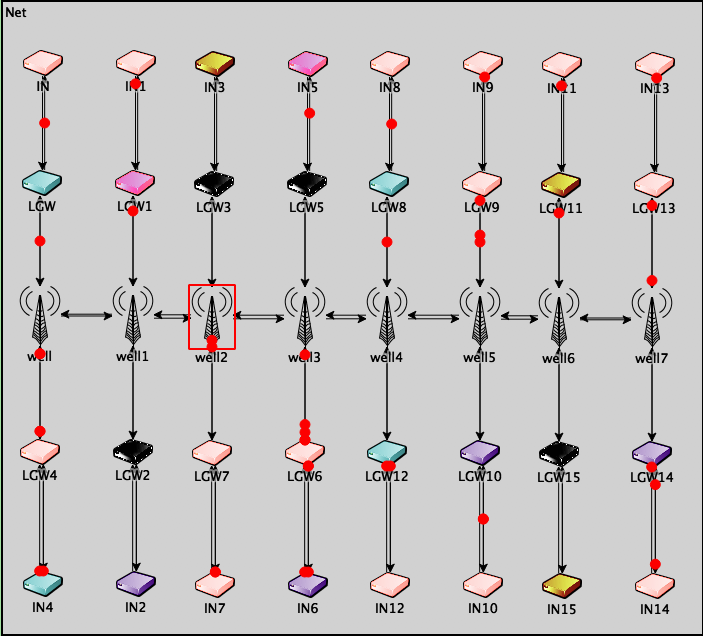 Net
IN IN1 IN3 IN5 IN8 IN9 IN11 IN13
LGW LGW1 LGW3 LGW5 LGW8 LGW9 LGW11 LGW13
well well1 well2 well3 well4 well5 well6 well7
LGW4 LGW2 LGW7 LGW6 LGW12 LGW10 LGW15 LGW14
IN4 IN2 IN7 IN6 IN12 IN10 IN15 IN14